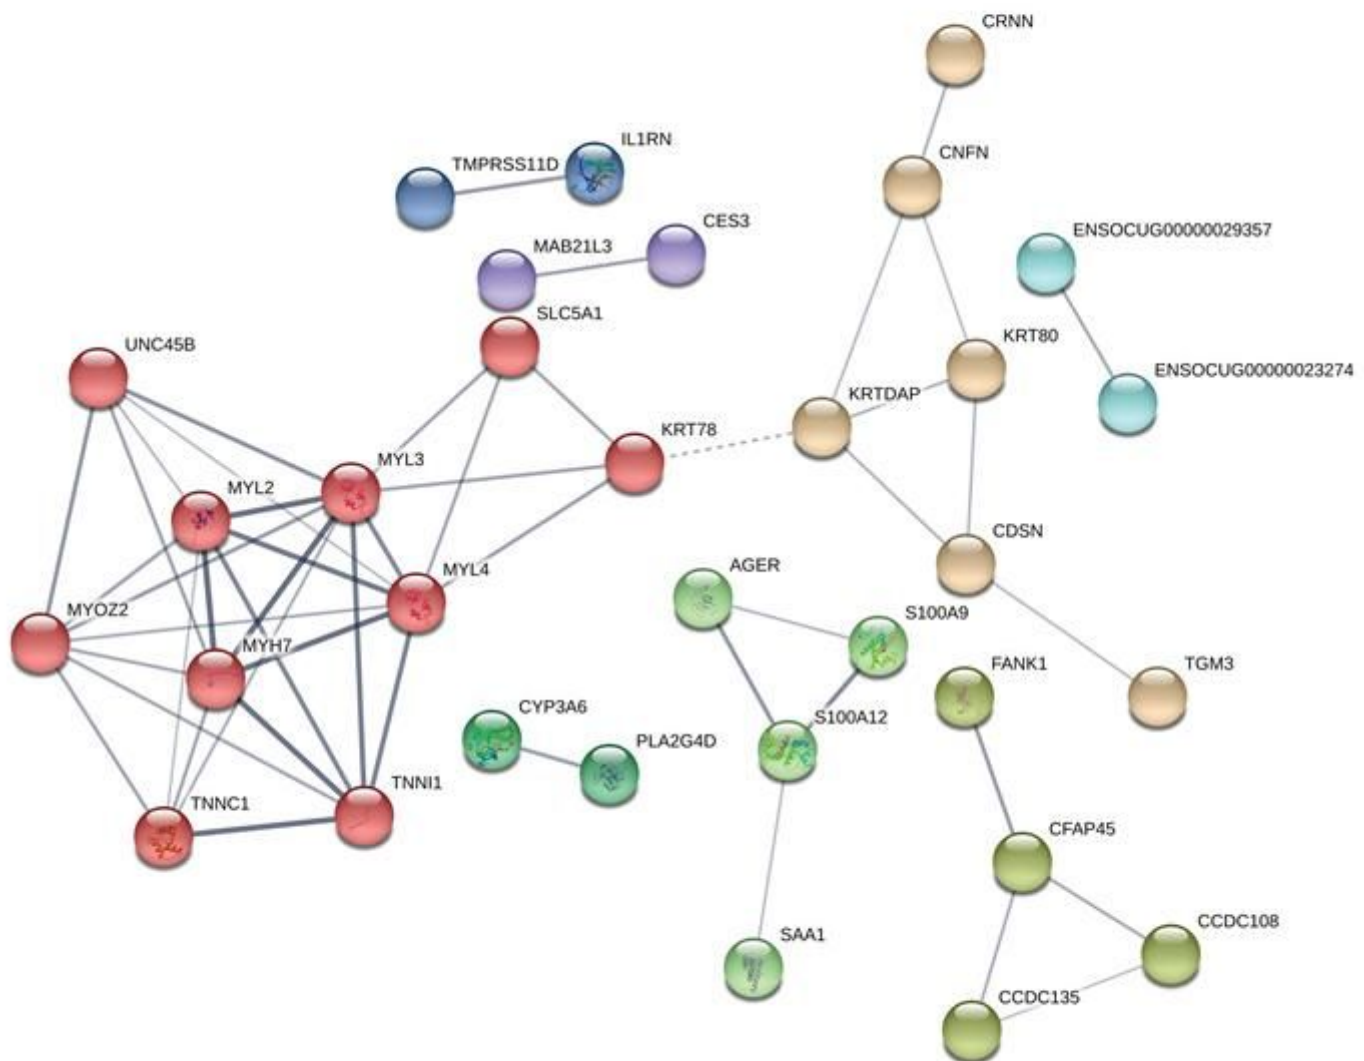 CRNN
IL1RN
CNFN
TMPRSS11D
CES3
ENSOCUG00000029357
MAB21L3
SLC5A1
KRT80
UNC45B
ENSOCUG00000023274
KRTDAP
KRT78
MYL3
MYL2
CDSN
AGER
MYL4
MYOZ2
S100A9
MYH7
FANK1
TGM3
CYP3A6
S100A12
PLA2G4D
TNNI1
TNNC1
CFAP45
CCDC108
SAA1
CCDC135